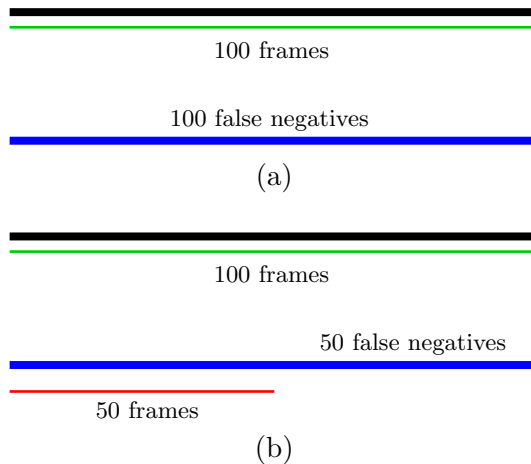 100 frames
100 false negatives
(a)
100 frames
50 false negatives
50 frames
(b)